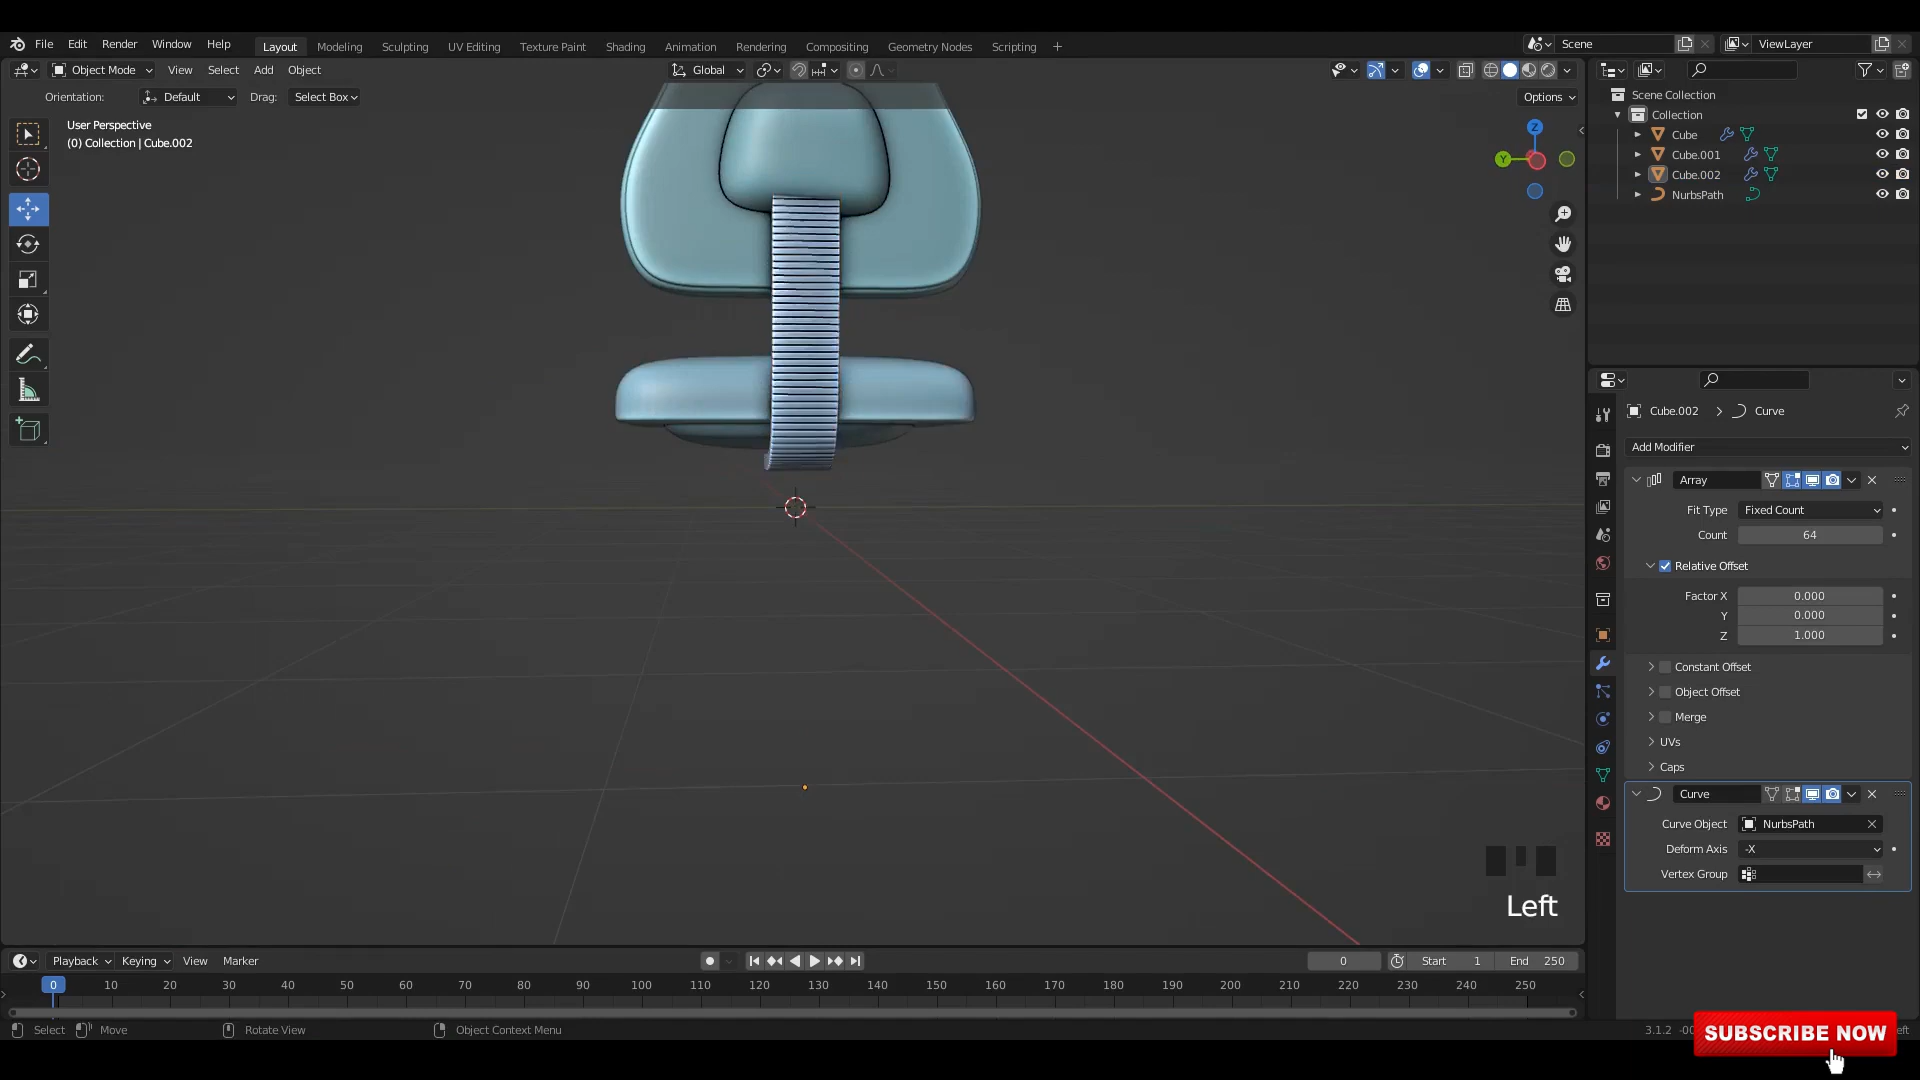 File Edit Render Window Help Layout Modeling Sculpting UV Editing Texture Paint Shading Animation Rendering Compositing Geometry Nodes Scripting + Scene ViewLayer
Object Mode View Select Add Object Global
Orientation: Default Drag: Select Box Options
User Perspective
(0) Collection | Cube.002
Z
Y
Scene Collection
Collection
Cube
Cube.001
Cube.002
NurbsPath
Cube.002 > Curve
Add Modifier
Array
Fit Type Fixed Count
Count 64
Relative Offset
Factor X 0.000
Y 0.000
Z 1.000
Constant Offset
Object Offset
Merge
UVs
Caps
Curve
Curve Object NurbsPath
Deform Axis -X
Vertex Group
Left
Playback Keying View Marker 0 Start 1 End 250
0 10 20 30 40 50 60 70 80 90 100 110 120 130 140 150 160 170 180 190 200 210 220 230 240 250
Select Move Rotate View Object Context Menu 3.1.2
SUBSCRIBE NOW